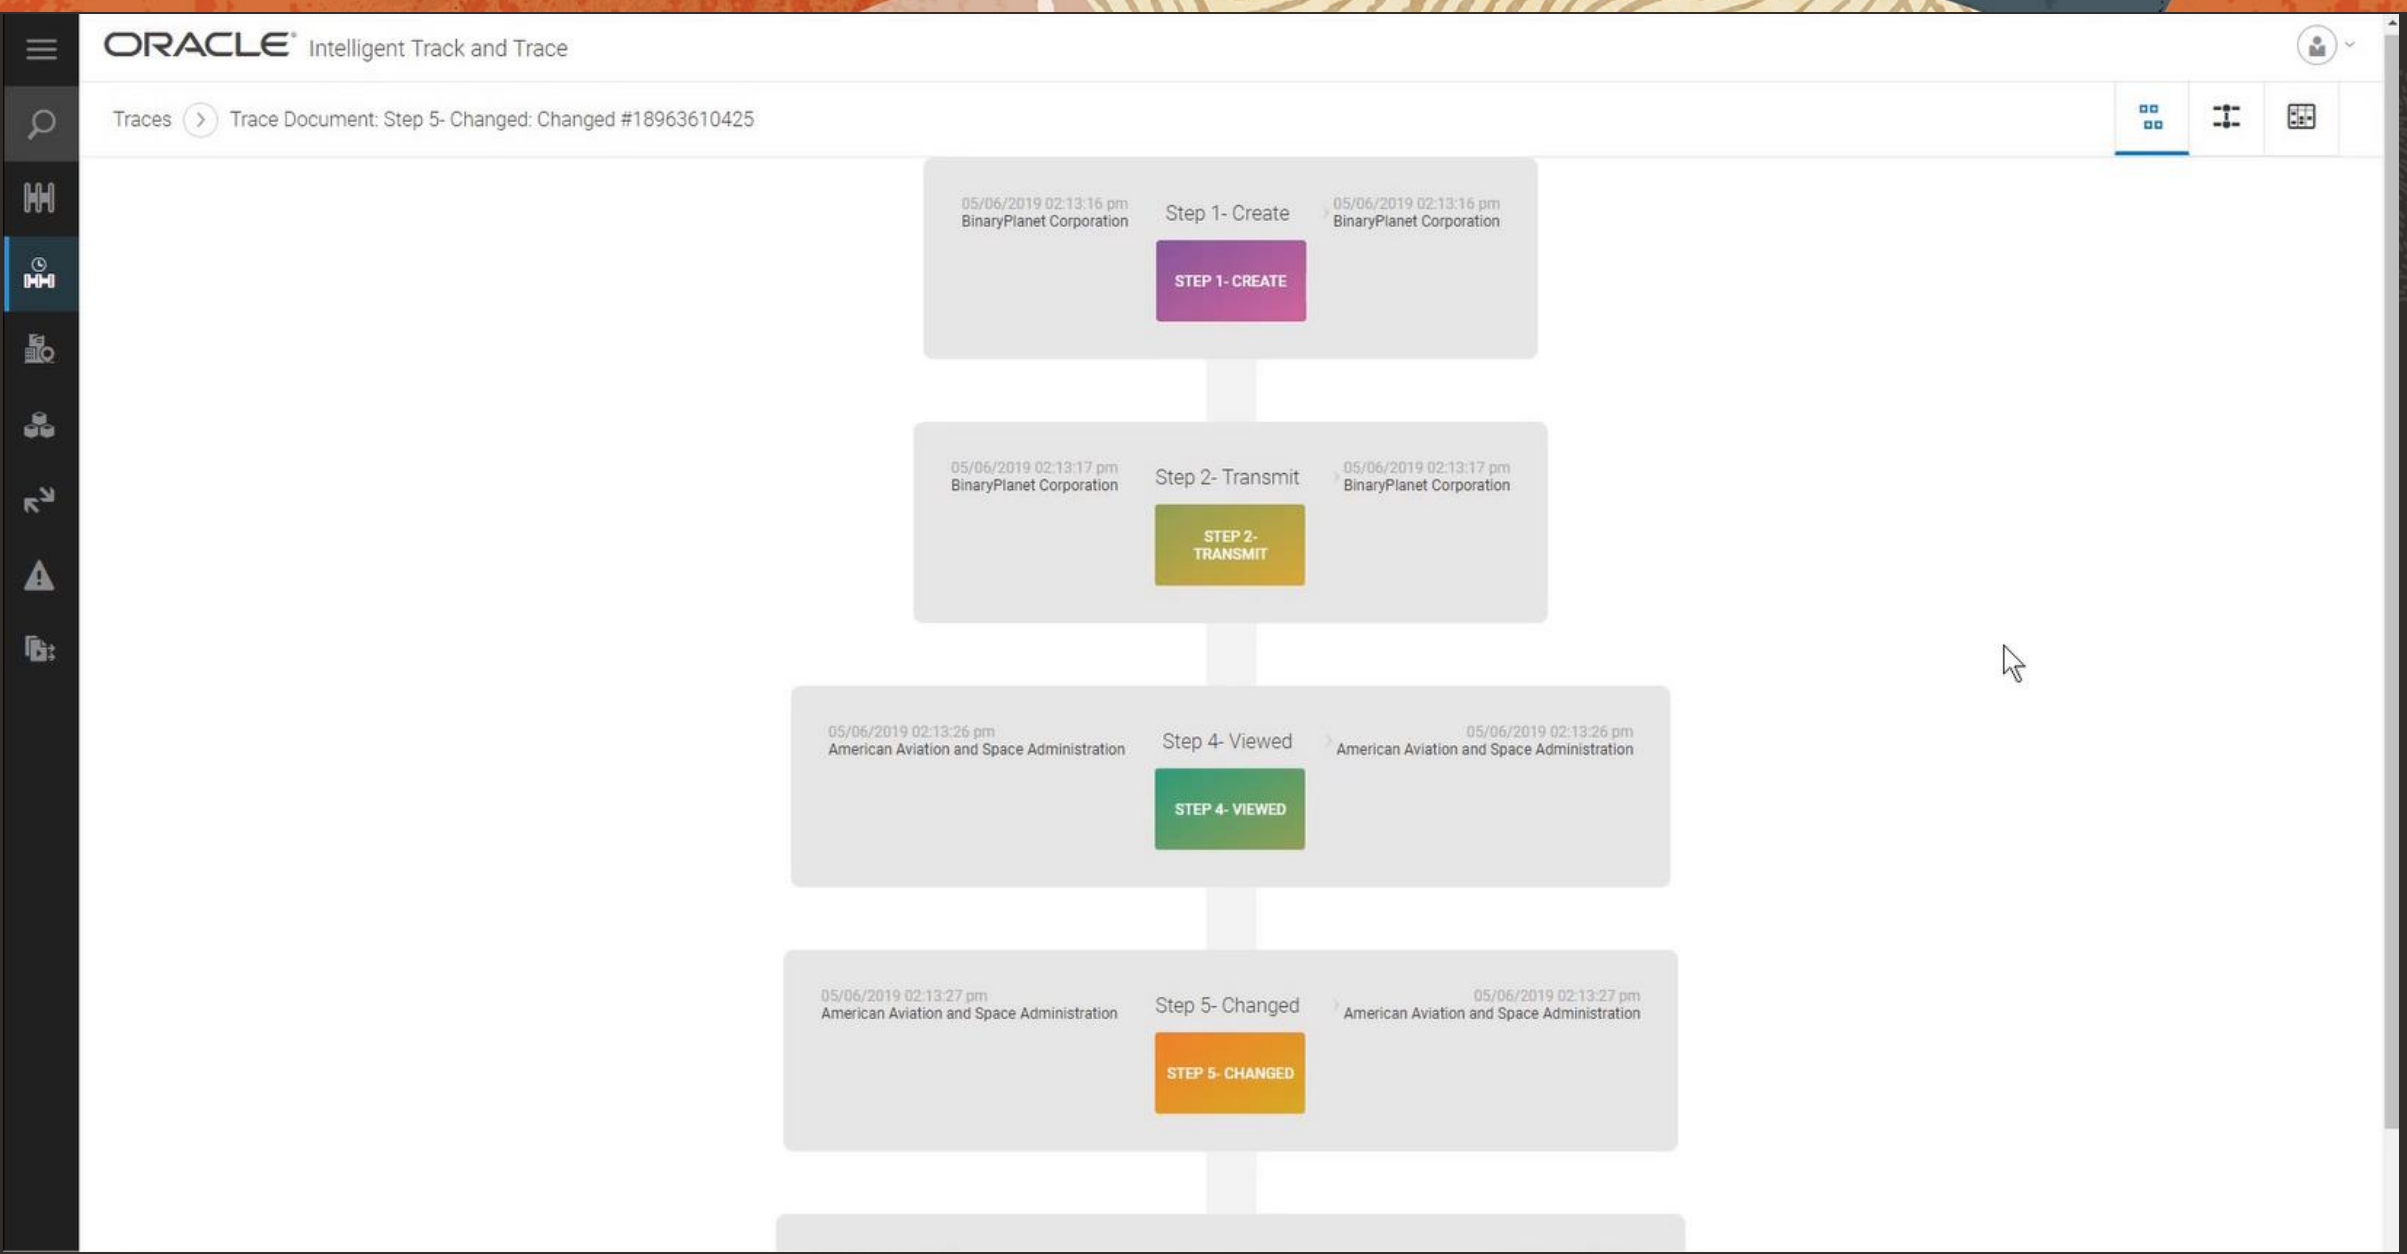 ORACLE Intelligent Track and Trace
Traces > Trace Document: Step 5- Changed: Changed #18963610425
05/06/2019 02:13:16 pm
BinaryPlanet Corporation
Step 1- Create
05/06/2019 02:13:16 pm
BinaryPlanet Corporation
STEP 1- CREATE
05/06/2019 02:13:17 pm
BinaryPlanet Corporation
Step 2- Transmit
05/06/2019 02:13:17 pm
BinaryPlanet Corporation
STEP 2-
TRANSMIT
05/06/2019 02:13:26 pm
American Aviation and Space Administration
Step 4- Viewed
05/06/2019 02:13:26 pm
American Aviation and Space Administration
STEP 4- VIEWED
05/06/2019 02:13:27 pm
American Aviation and Space Administration
Step 5- Changed
05/06/2019 02:13:27 pm
American Aviation and Space Administration
STEP 5- CHANGED